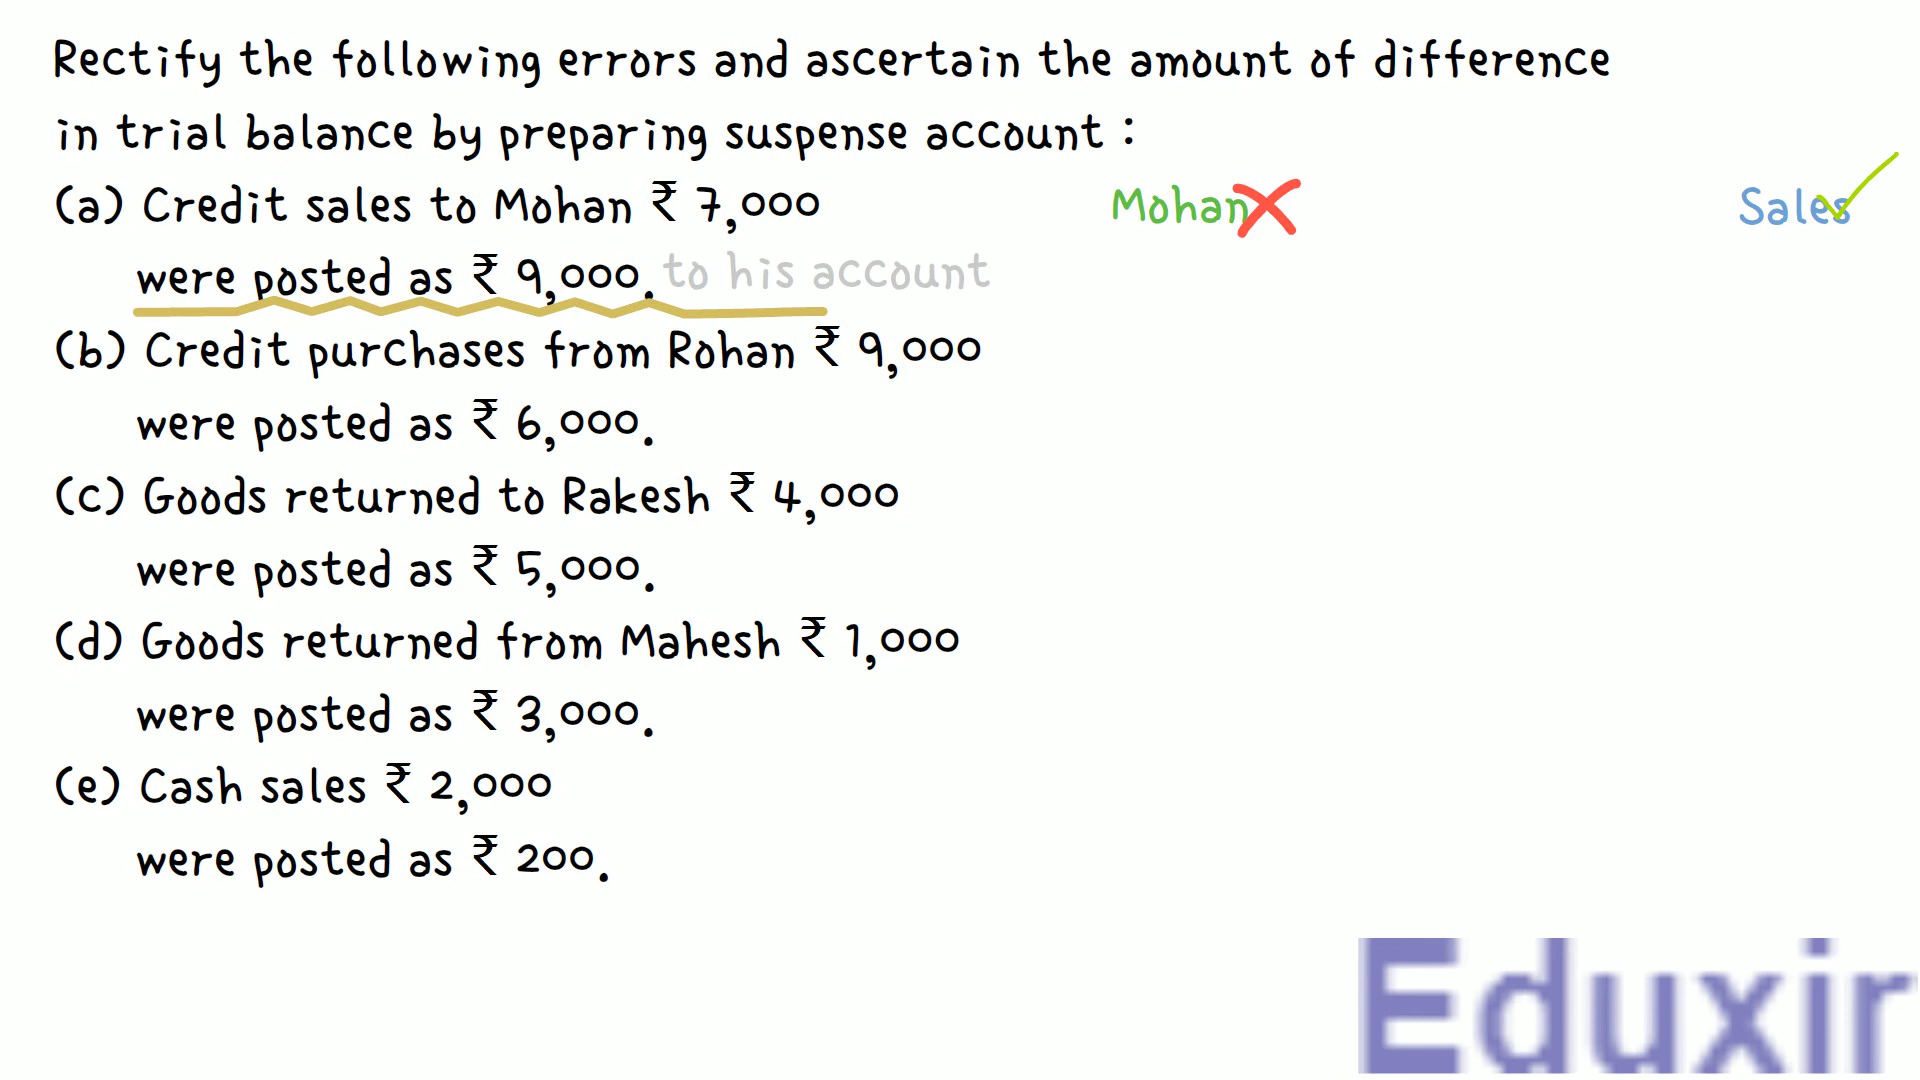 Rectify the following errors and ascertain the amount of difference
in trial balance by preparing suspense account :
(a) Credit sales to Mohan ₹ 7,000
Mohan
Sales
were posted as ₹ 9,000. to his account
(b) Credit purchases from Rohan ₹ 9,000
were posted as ₹ 6,000.
(c) Goods returned to Rakesh ₹ 4,000
were posted as ₹ 5,000.
(d) Goods returned from Mahesh ₹ 1,000
were posted as ₹ 3,000.
(e) Cash sales ₹ 2,000
were posted as ₹ 200.
Eduxir